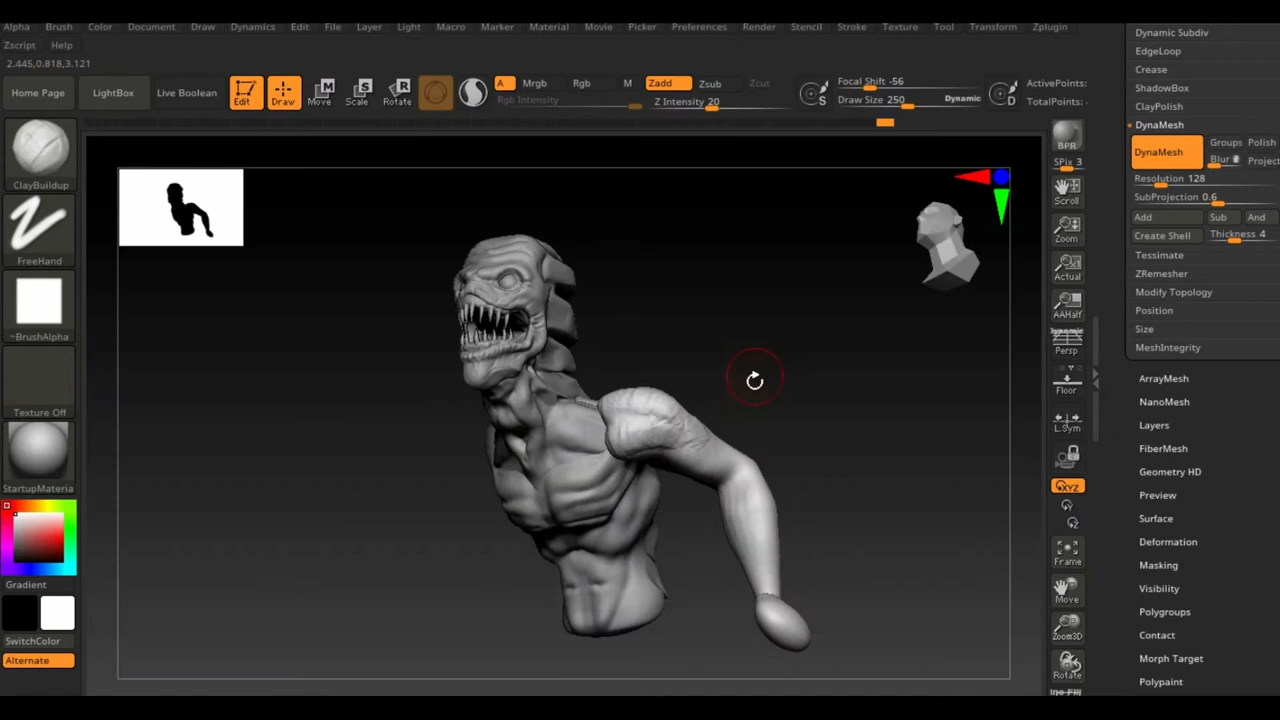 Alpha Brush Color Document Draw Dynamics Edit File Layer Light Macro Marker Material Movie Picker Preferences Render Stencil Stroke Texture Tool Transform Zplugin
Zscript Help
2.445,0.818,3.121
Home Page LightBox Live Boolean Edit Draw Move Scale Rotate
A Mrgb Rgb M Zadd Zsub Zcut
Rgb Intensity Z Intensity 20
Focal Shift -56
Draw Size 250 Dynamic
ActivePoints:
TotalPoints:
ClayBuildup
FreeHand
~BrushAlpha
Texture Off
StartupMateria
Gradient
SwitchColor
Alternate
BPR
SPix 3
Scroll
Zoom
Actual
AAHalf
Dynamic
Persp
Floor
L.Sym
XYZ
Frame
Move
Zoom3D
Rotate
Line Fill
Dynamic Subdiv
EdgeLoop
Crease
ShadowBox
ClayPolish
DynaMesh
DynaMesh Groups Polish
Blur Project
Resolution 128
SubProjection 0.6
Add Sub And
Create Shell Thickness 4
Tessimate
ZRemesher
Modify Topology
Position
Size
MeshIntegrity
ArrayMesh
NanoMesh
Layers
FiberMesh
Geometry HD
Preview
Surface
Deformation
Masking
Visibility
Polygroups
Contact
Morph Target
Polypaint